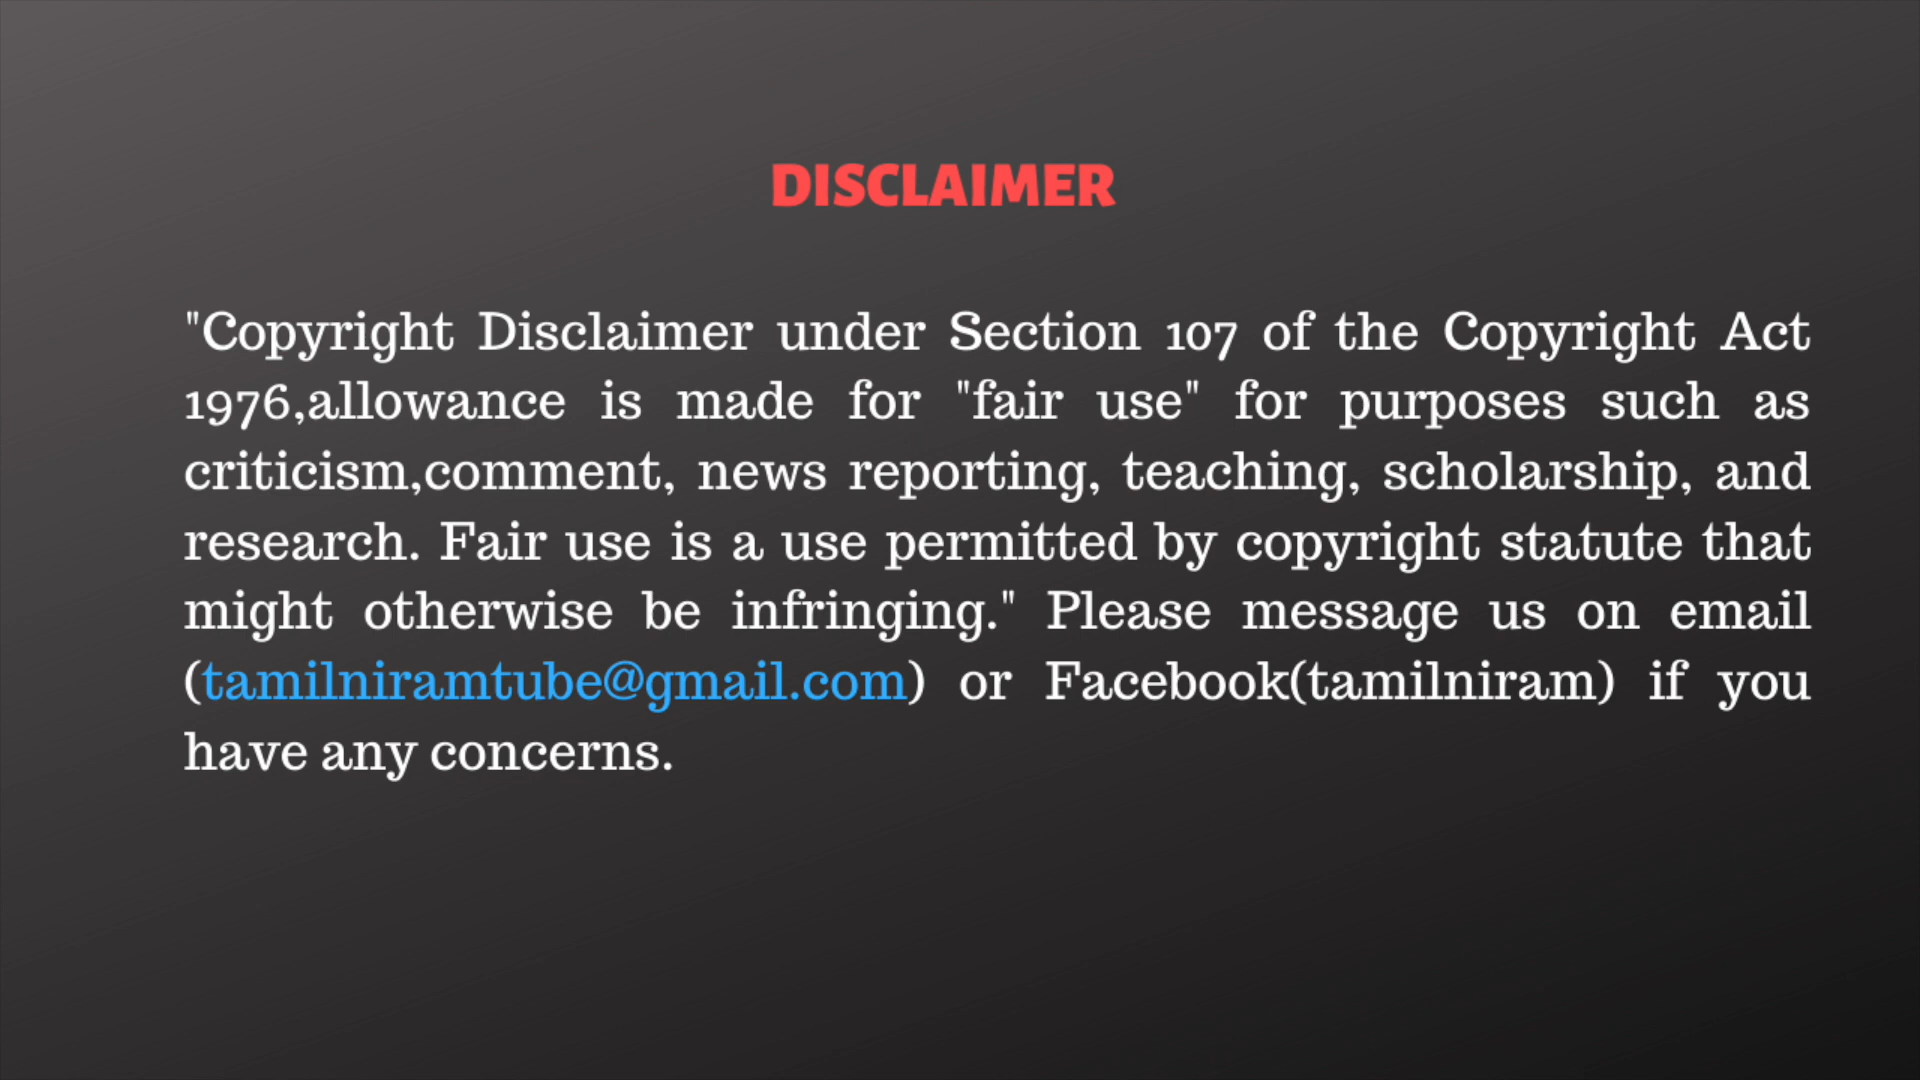 DISCLAIMER
"Copyright Disclaimer under Section 107 of the Copyright Act
1976,allowance is made for "fair use" for purposes such as
criticism,comment, news reporting, teaching, scholarship, and
research. Fair use is a use permitted by copyright statute that
might otherwise be infringing." Please message us on email
(tamilniramtube@gmail.com) or Facebook(tamilniram) if you
have any concerns.